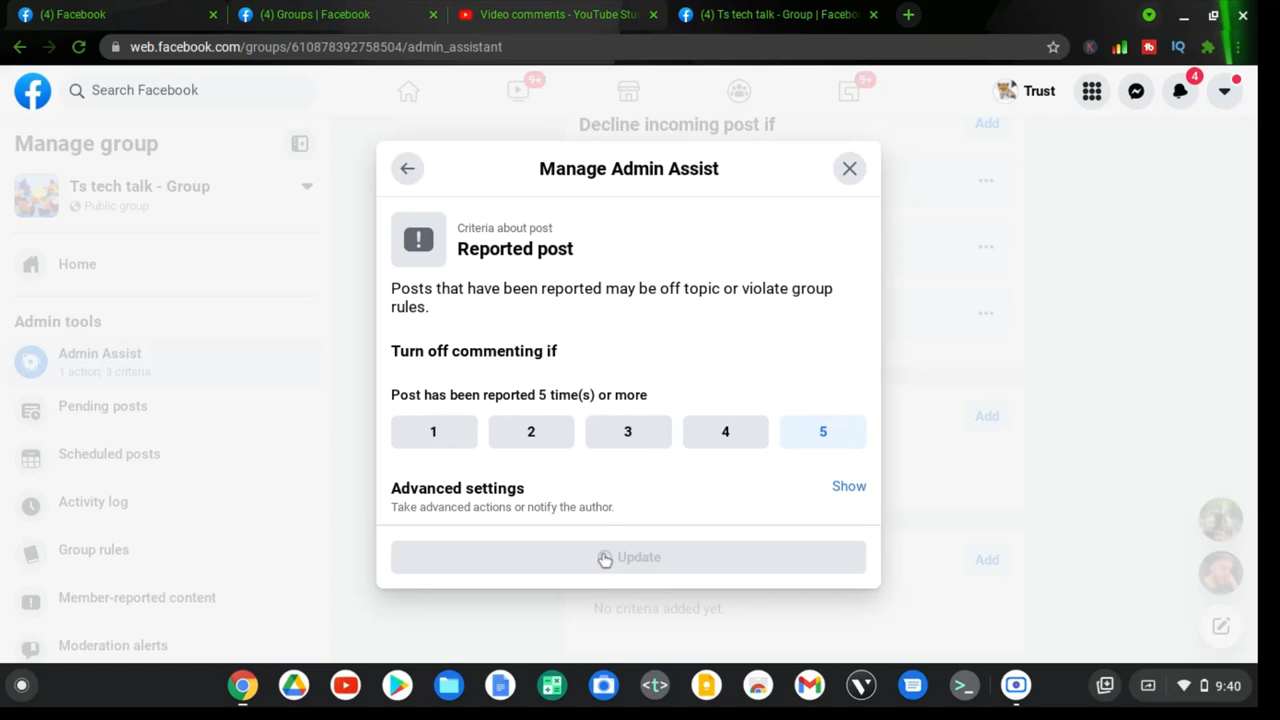 (4) Facebook
(4) Groups | Facebook
Video comments - YouTube Stu
(4) Ts tech talk - Group | Facebo
web.facebook.com/groups/610878392758504/admin_assistant
IQ
Search Facebook
9+
9+
Trust
4
Manage group
Ts tech talk - Group
Public group
Home
Admin tools
Admin Assist
1 action, 3 criteria
Pending posts
Scheduled posts
Activity log
Group rules
Member-reported content
Moderation alerts
Decline incoming post if
Add
Add
Add
No criteria added yet.
Manage Admin Assist
Criteria about post
Reported post
Posts that have been reported may be off topic or violate group
rules.
Turn off commenting if
Post has been reported 5 time(s) or more
1 2 3 4 5
Advanced settings
Show
Take advanced actions or notify the author.
Update
9:40